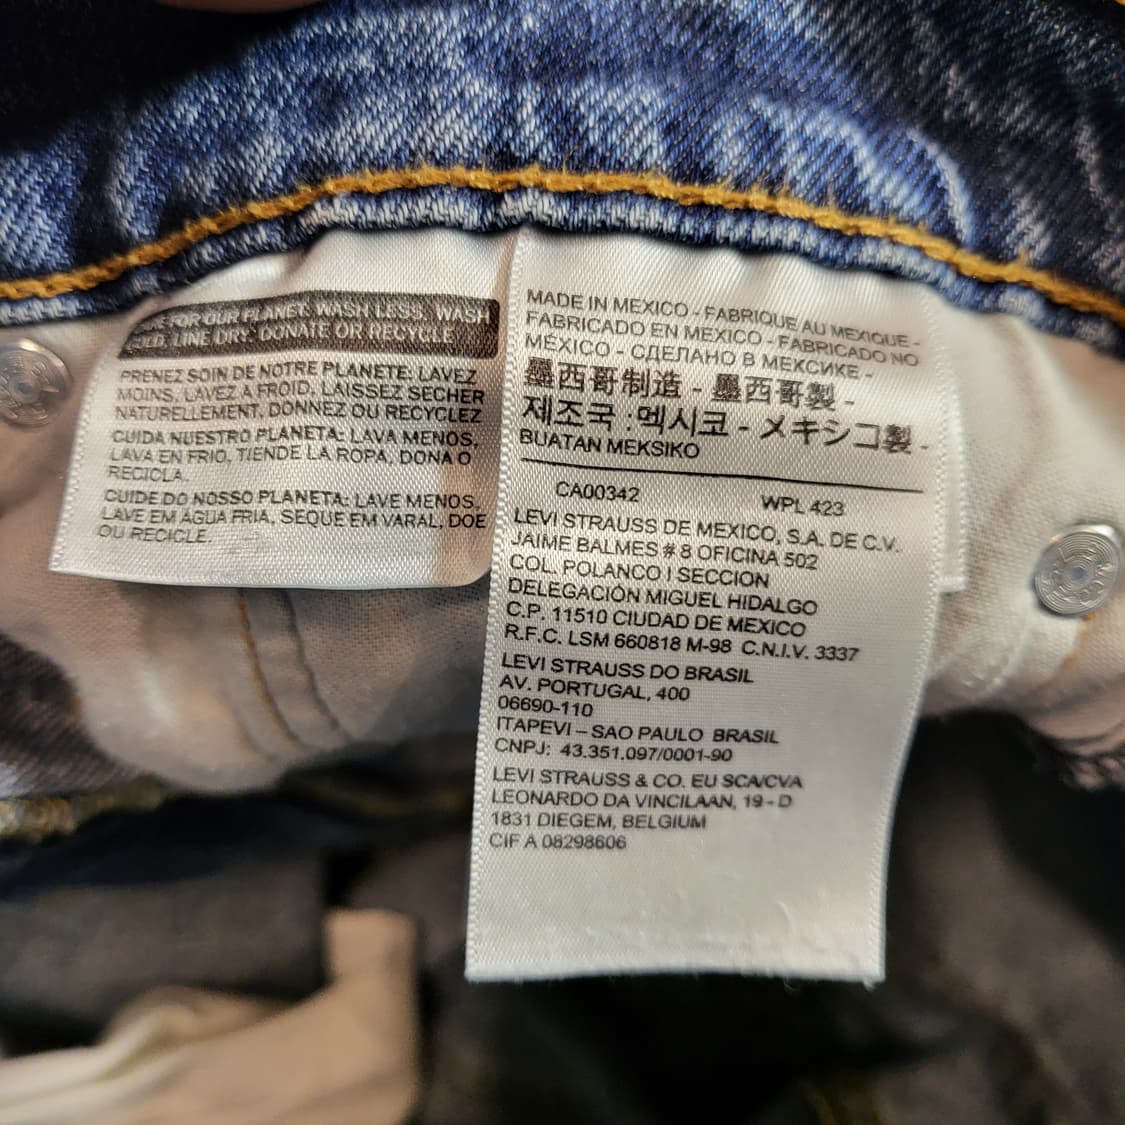 FOR OUR PLANET: WASH LESS, WASH
COLD, LINE DRY, DONATE OR RECYCLE
PRENEZ SOIN DE NOTRE PLANETE: LAVEZ
MOINS, LAVEZ A FROID, LAISSEZ SECHER
NATURELLEMENT, DONNEZ OU RECYCLEZ
CUIDA NUESTRO PLANETA: LAVA MENOS,
LAVA EN FRIO, TIENDE LA ROPA, DONA O
RECICLA.
CUIDE DO NOSSO PLANETA: LAVE MENOS,
LAVE EM ÁGUA FRIA, SEQUE EM VARAL, DOE
OU RECICLE.
MADE IN MEXICO - FABRIQUE AU MEXIQUE -
FABRICADO EN MEXICO - FABRICADO NO
MÉXICO - СДЕЛАНО В МЕКСИКЕ -
墨西哥制造 - 墨西哥製 -
제조국 : 멕시코 - メキシコ製 -
BUATAN MEKSIKO
CA00342 WPL 423
LEVI STRAUSS DE MEXICO, S.A. DE C.V.
JAIME BALMES # 8 OFICINA 502
COL. POLANCO I SECCION
DELEGACIÓN MIGUEL HIDALGO
C.P. 11510 CIUDAD DE MEXICO
R.F.C. LSM 660818 M-98 C.N.I.V. 3337
LEVI STRAUSS DO BRASIL
AV. PORTUGAL, 400
06690-110
ITAPEVI – SAO PAULO BRASIL
CNPJ: 43.351.097/0001-90
LEVI STRAUSS & CO. EU SCA/CVA
LEONARDO DA VINCILAAN, 19 - D
1831 DIEGEM, BELGIUM
CIF A 08298606